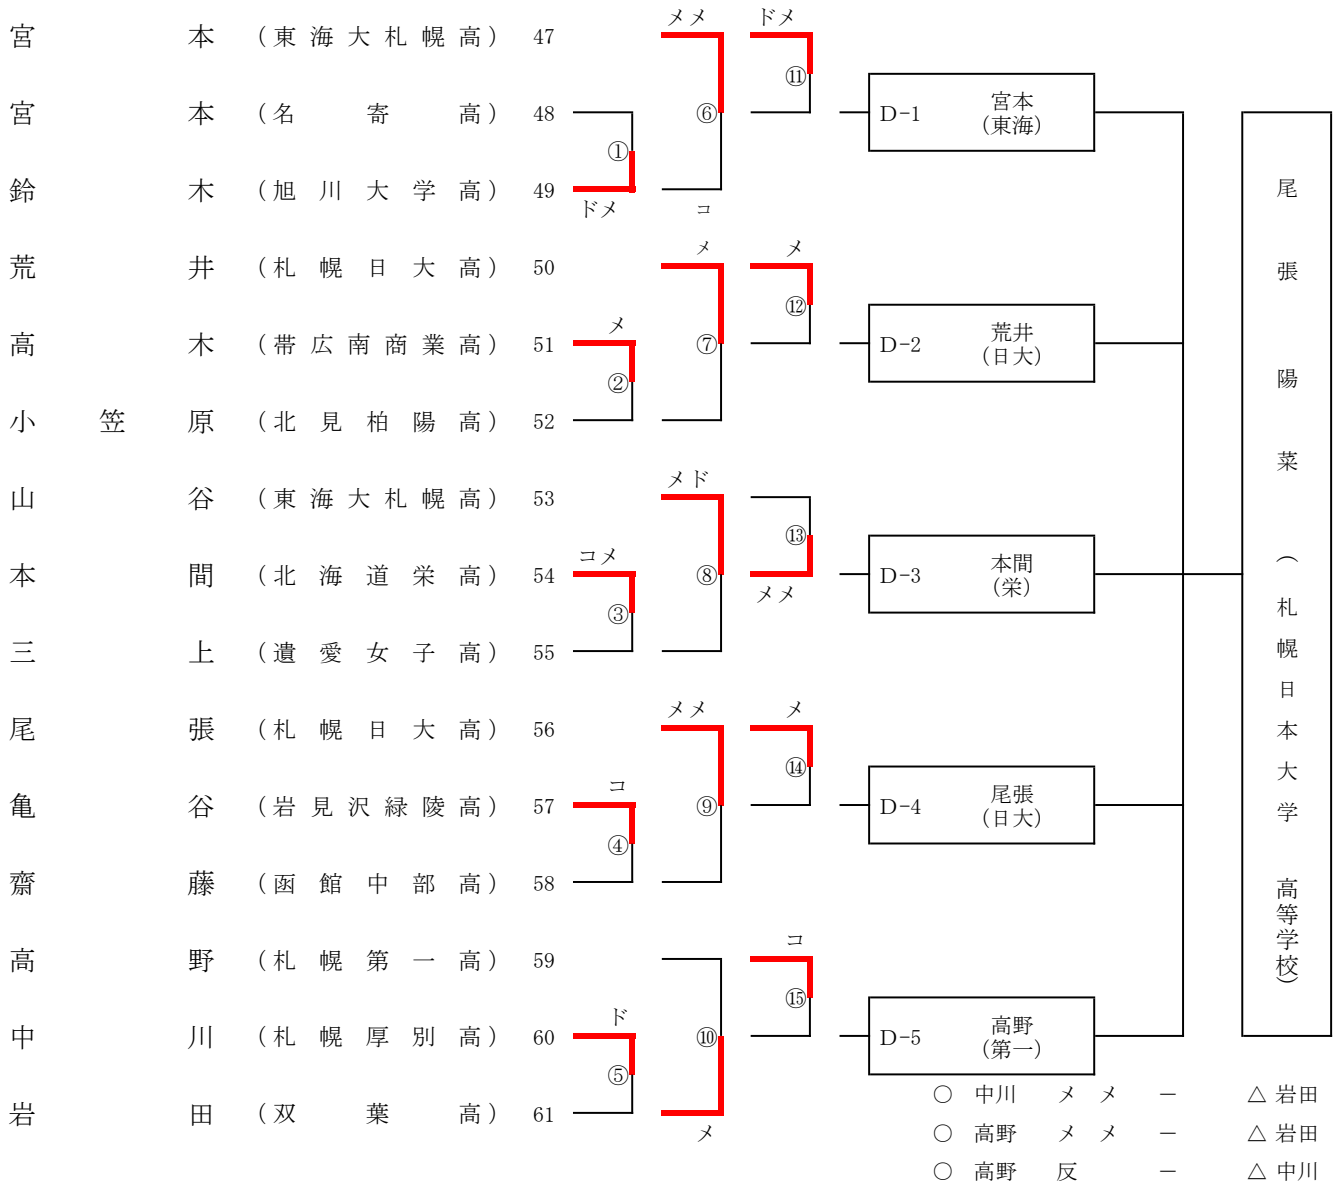 宮本 (東海大札幌高) 47
宮本 (名寄高) 48
鈴木 (旭川大学高) 49
荒井 (札幌日大高) 50
高木 (帯広南商業高) 51
小笠原 (北見柏陽高) 52
山谷 (東海大札幌高) 53
本間 (北海道栄高) 54
三上 (遺愛女子高) 55
尾張 (札幌日大高) 56
亀谷 (岩見沢緑陵高) 57
齋藤 (函館中部高) 58
高野 (札幌第一高) 59
中川 (札幌厚別高) 60
岩田 (双葉高) 61
①
ドメ
メ
②
コメ
③
コ
④
ド
⑤
メメ
⑥
コ
メ
⑦
メド
⑧
メメ
⑨
⑩
メ
ドメ
⑪
メ
⑫
⑬
メメ
メ
⑭
コ
⑮
D-1 宮本
(東海)
D-2 荒井
(日大)
D-3 本間
(栄)
D-4 尾張
(日大)
D-5 高野
(第一)
尾張陽菜(札幌日本大学高等学校)
○ 中川 メ メ － △ 岩田
○ 高野 メ メ － △ 岩田
○ 高野 反 － △ 中川